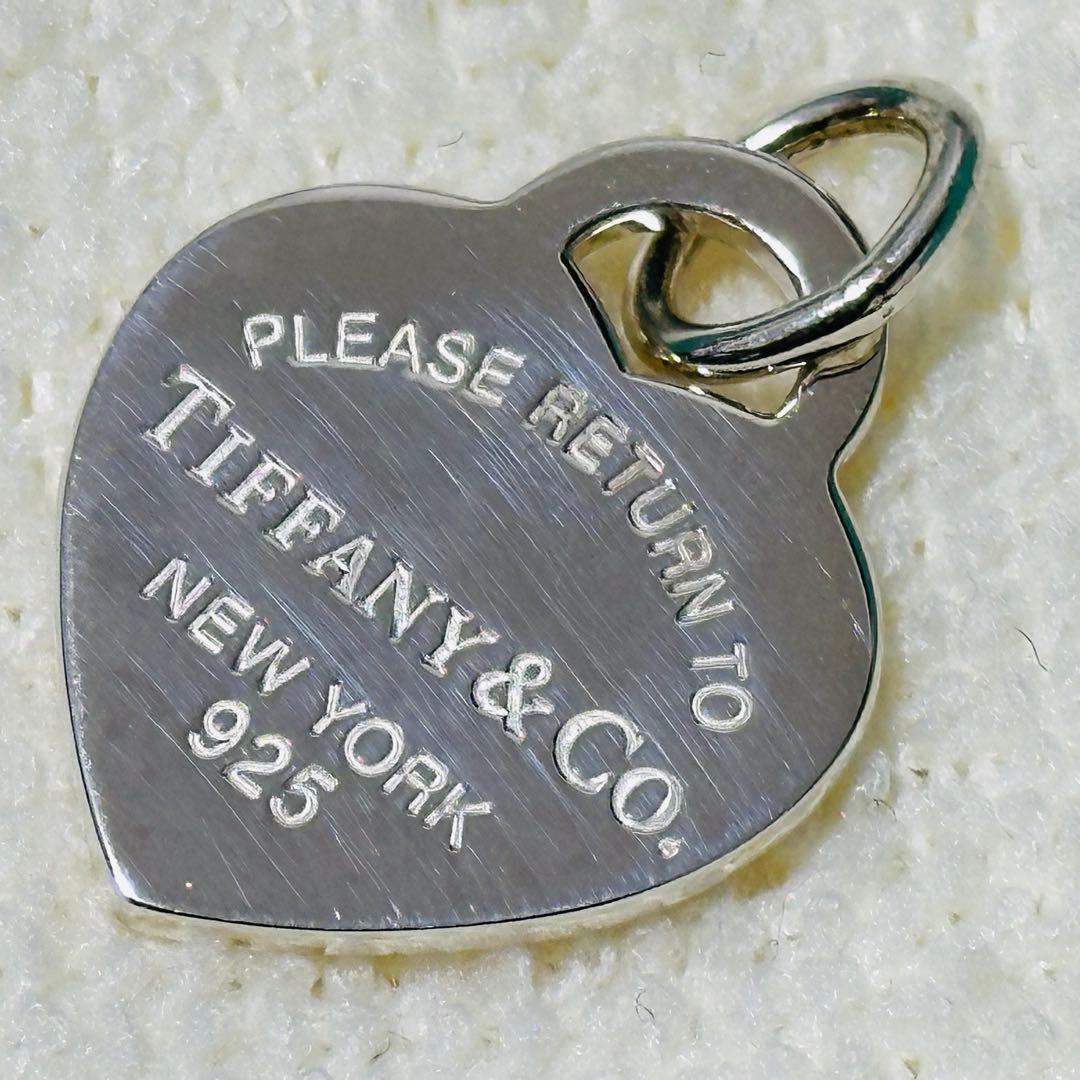 PLEASE RETURN TO
TIFFANY & CO.
NEW YORK
925